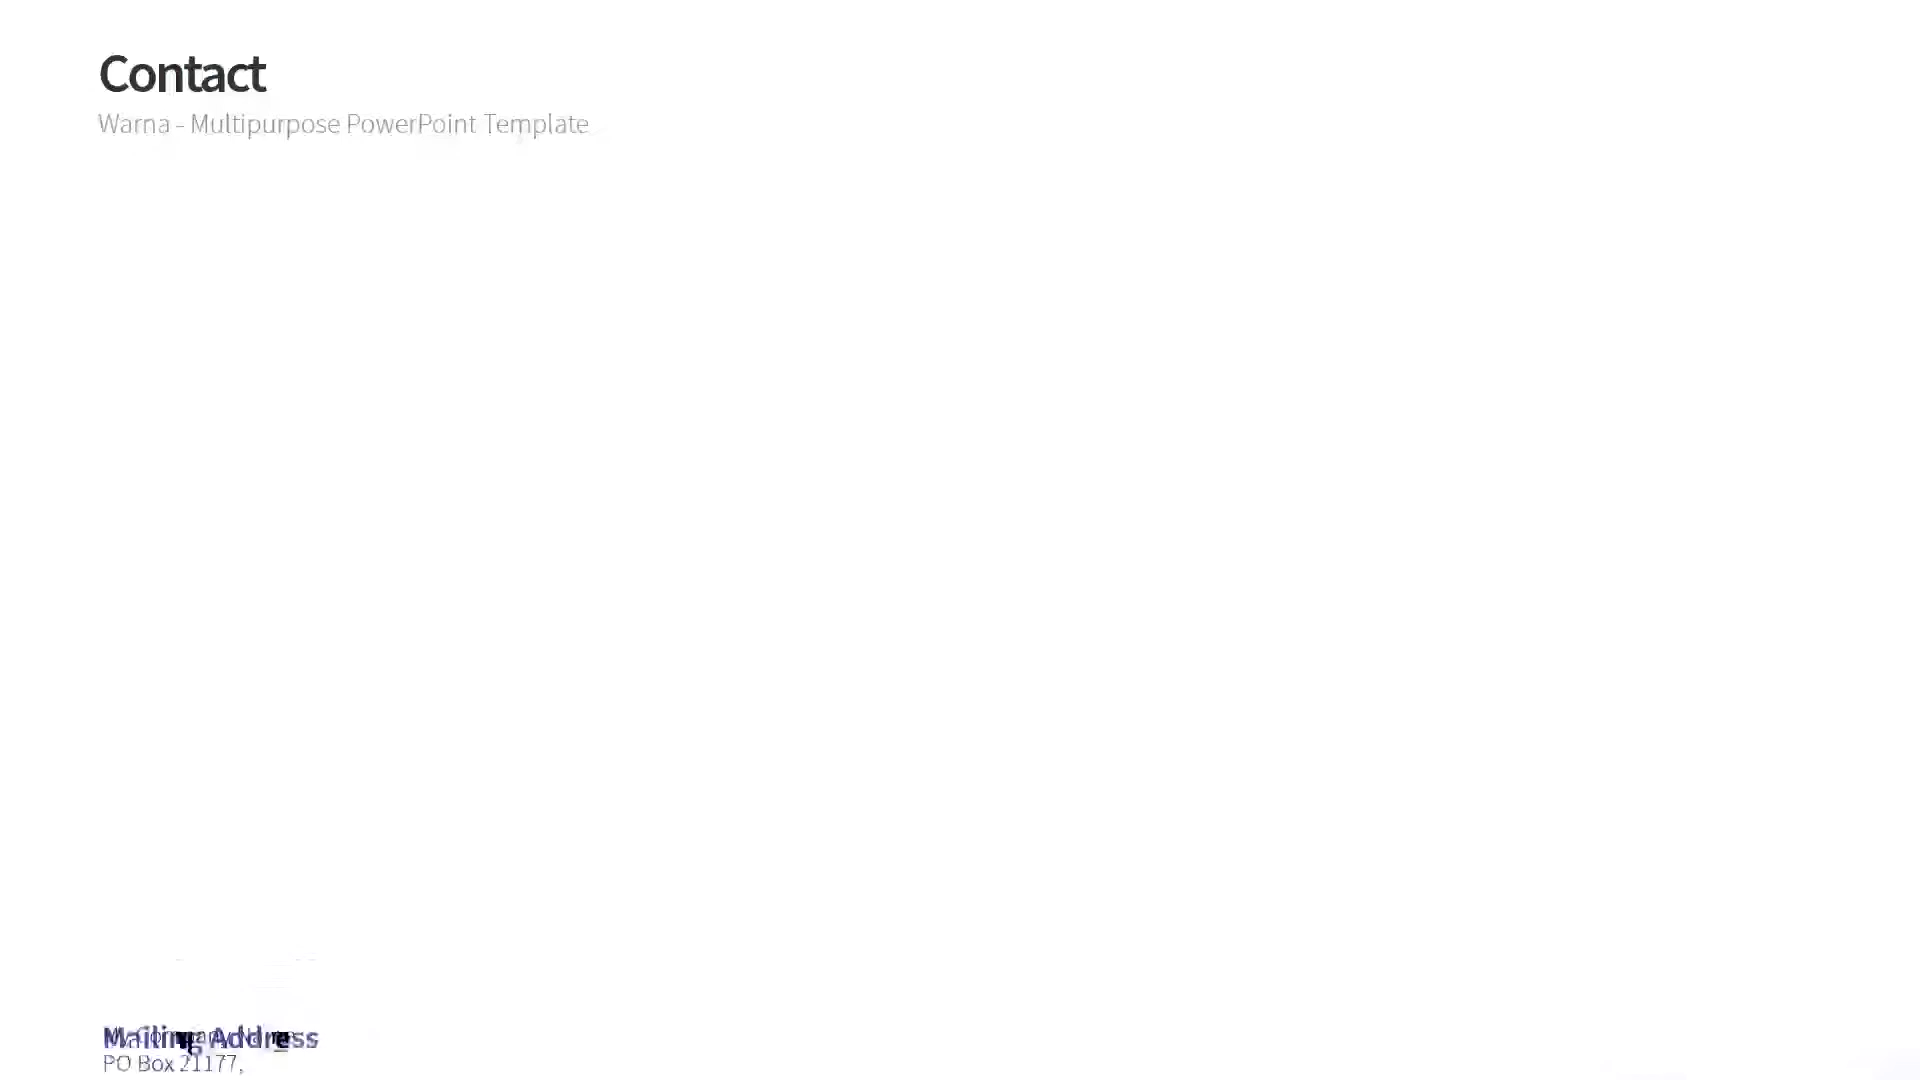 Contact
Warna - Multipurpose PowerPoint Template
Mailing Address
PO Box 21177,